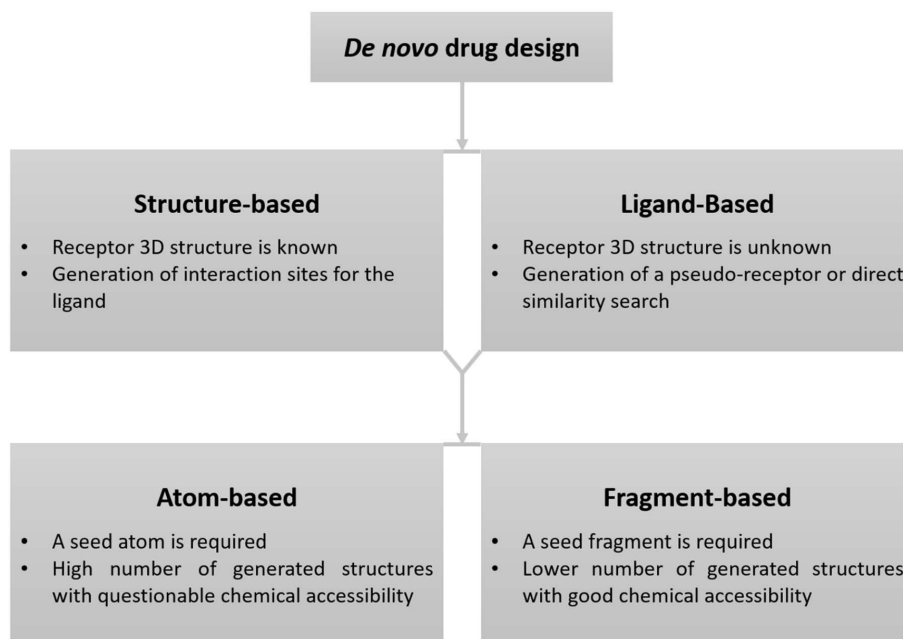 De novo drug design
Structure-based
• Receptor 3D structure is known
• Generation of interaction sites for the
ligand
Ligand-Based
• Receptor 3D structure is unknown
• Generation of a pseudo-receptor or direct
similarity search
Atom-based
• A seed atom is required
• High number of generated structures
with questionable chemical accessibility
Fragment-based
• A seed fragment is required
• Lower number of generated structures
with good chemical accessibility